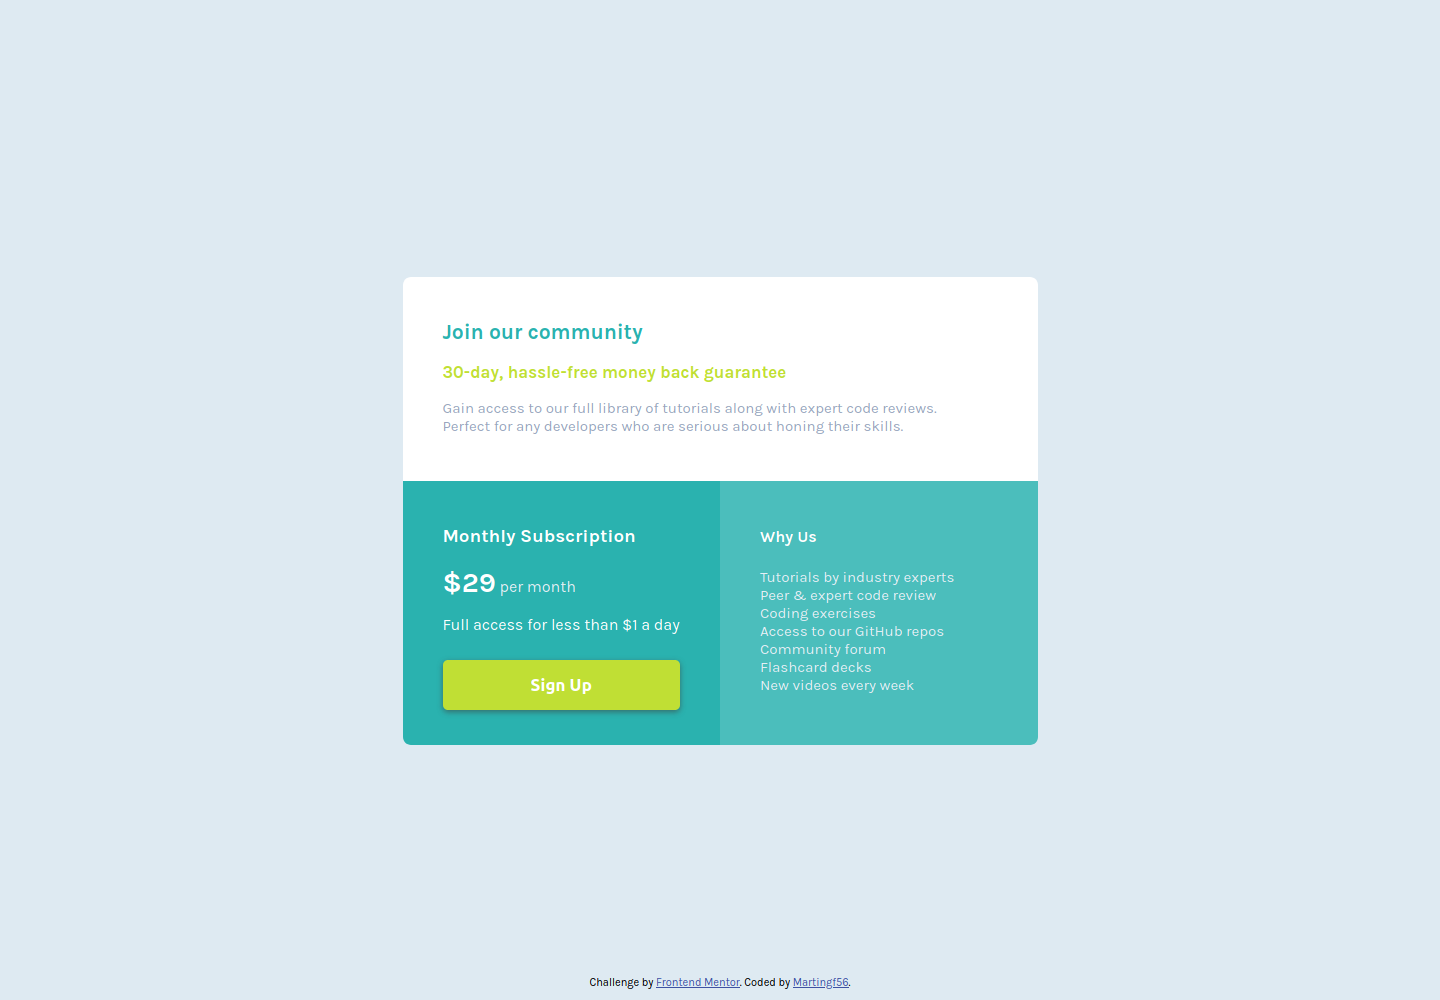 Join our community
30-day, hassle-free money back guarantee
Gain access to our full library of tutorials along with expert code reviews.
Perfect for any developers who are serious about honing their skills.
Monthly Subscription
$29 per month
Full access for less than $1 a day
Sign Up
Why Us
Tutorials by industry experts
Peer & expert code review
Coding exercises
Access to our GitHub repos
Community forum
Flashcard decks
New videos every week
Challenge by Frontend Mentor. Coded by Martingf56.